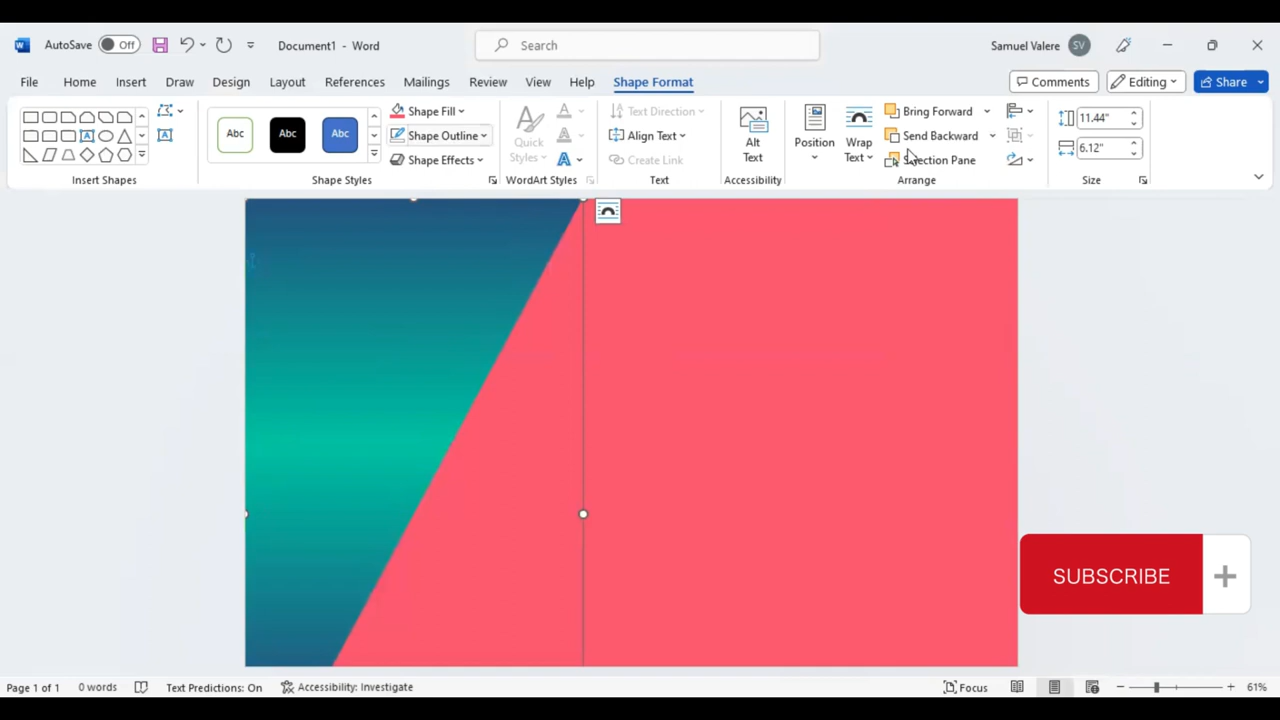 AutoSave Off Document1 - Word Search Samuel Valere SV
File Home Insert Draw Design Layout References Mailings Review View Help Shape Format Comments Editing Share
Abc Abc Abc
Shape Fill
Shape Outline
Shape Effects
Quick Styles
Text Direction
Align Text
Create Link
Alt Text
Position
Wrap Text
Bring Forward
Send Backward
Selection Pane
11.44"
6.12"
Insert Shapes Shape Styles WordArt Styles Text Accessibility Arrange Size
SUBSCRIBE
Page 1 of 1 0 words Text Predictions: On Accessibility: Investigate Focus 61%